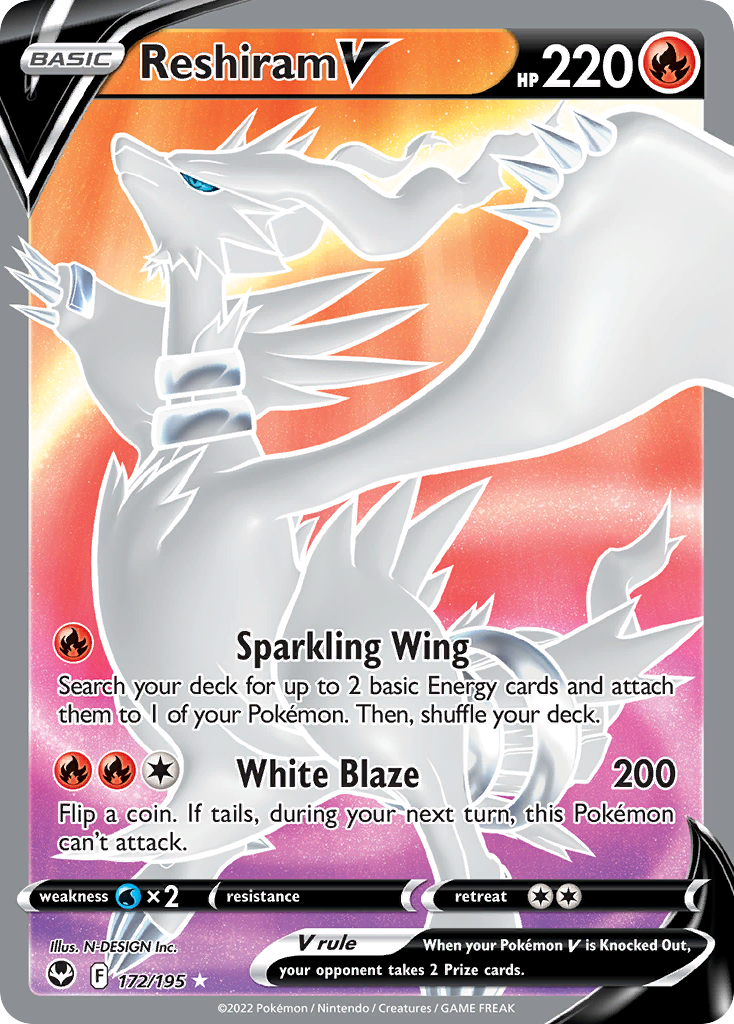 BASIC
Reshiram V
HP 220
Sparkling Wing
Search your deck for up to 2 basic Energy cards and attach
them to 1 of your Pokémon. Then, shuffle your deck.
White Blaze 200
Flip a coin. If tails, during your next turn, this Pokémon
can't attack.
weakness ×2 resistance retreat
Illus. N-DESIGN Inc.
V rule When your Pokémon V is Knocked Out,
your opponent takes 2 Prize cards.
F 172/195
©2022 Pokémon / Nintendo / Creatures / GAME FREAK